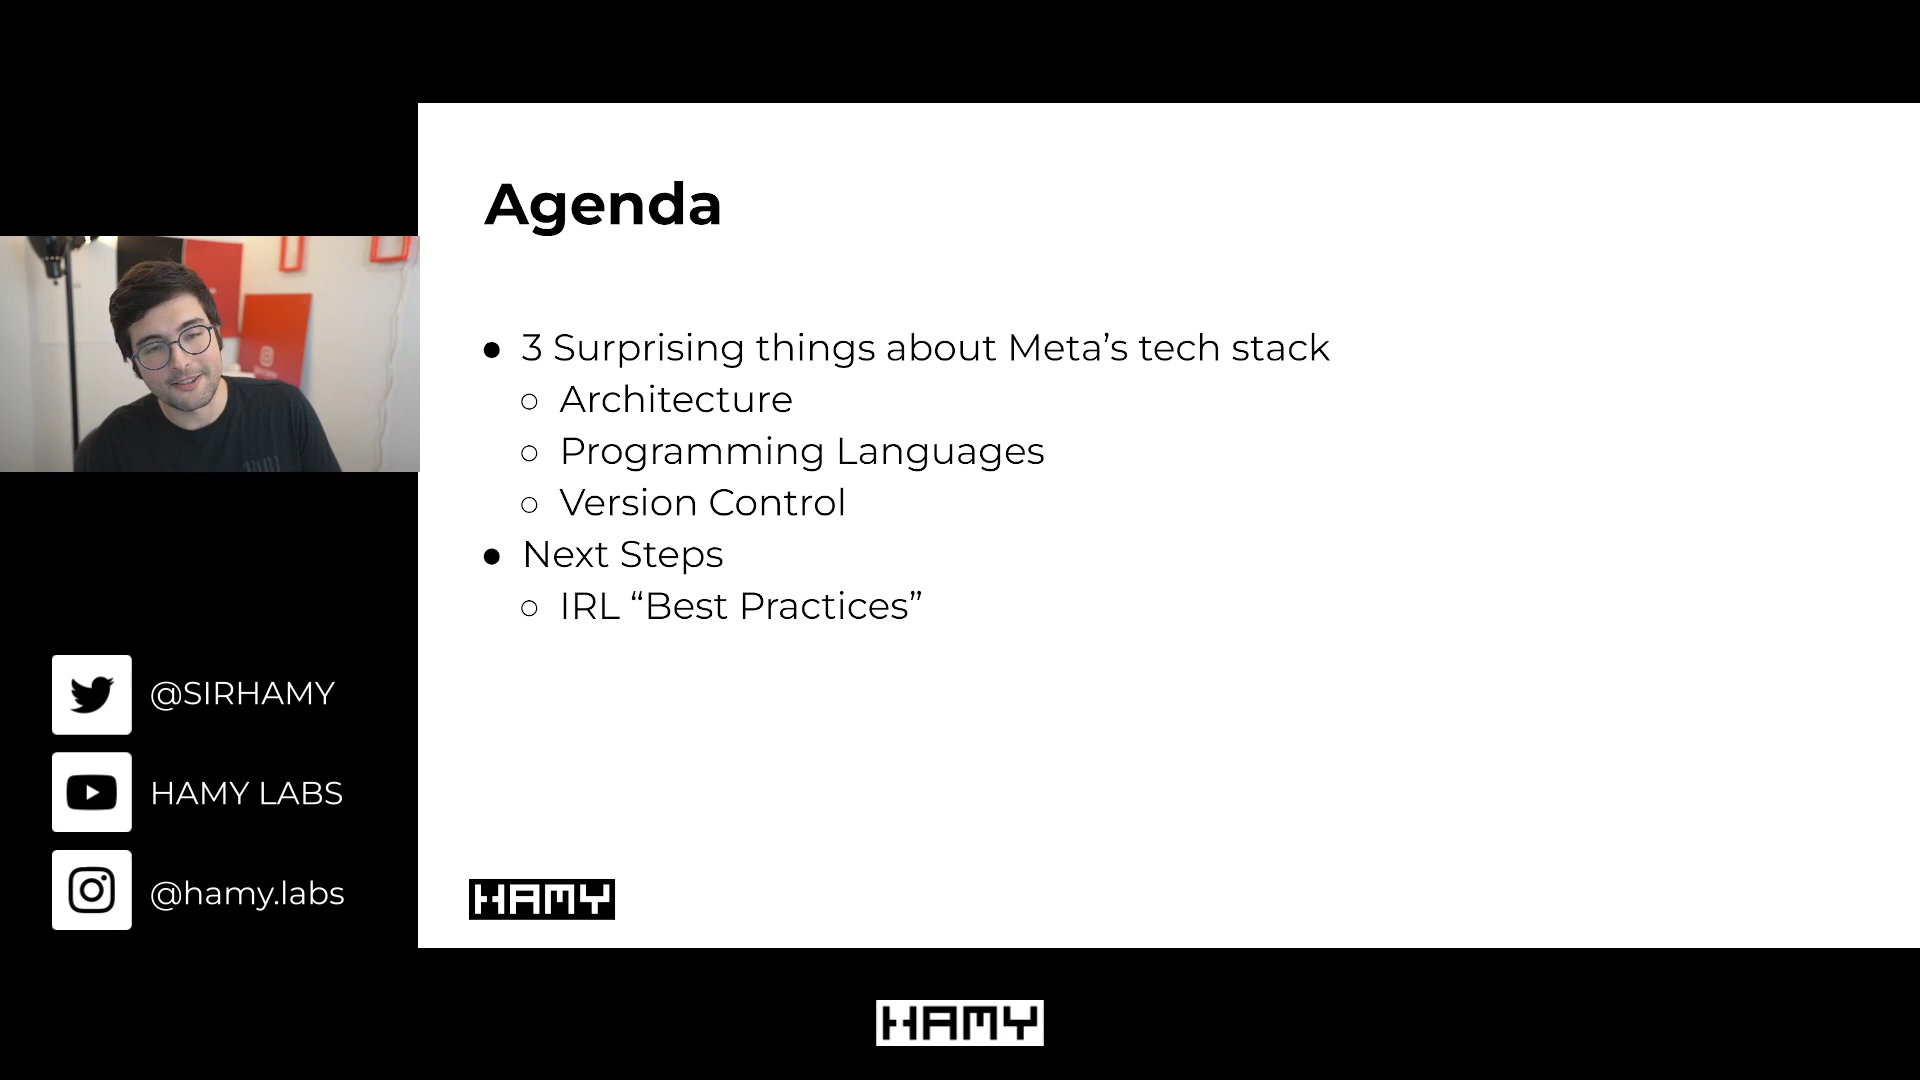 Agenda
● 3 Surprising things about Meta’s tech stack
○ Architecture
○ Programming Languages
○ Version Control
● Next Steps
○ IRL “Best Practices”
@SIRHAMY
HAMY LABS
@hamy.labs
HAMY
HAMY